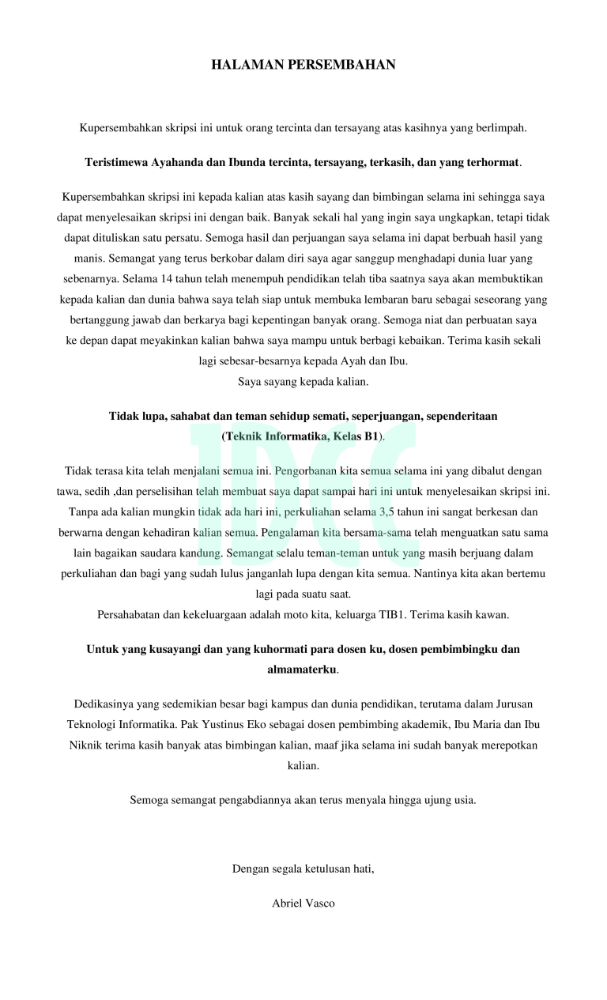 HALAMAN PERSEMBAHAN
Kupersembahkan skripsi ini untuk orang tercinta dan tersayang atas kasihnya yang berlimpah.
Teristimewa Ayahanda dan Ibunda tercinta, tersayang, terkasih, dan yang terhormat.
Kupersembahkan skripsi ini kepada kalian atas kasih sayang dan bimbingan selama ini sehingga saya
dapat menyelesaikan skripsi ini dengan baik. Banyak sekali hal yang ingin saya ungkapkan, tetapi tidak
dapat dituliskan satu persatu. Semoga hasil dan perjuangan saya selama ini dapat berbuah hasil yang
manis. Semangat yang terus berkobar dalam diri saya agar sanggup menghadapi dunia luar yang
sebenarnya. Selama 14 tahun telah menempuh pendidikan telah tiba saatnya saya akan membuktikan
kepada kalian dan dunia bahwa saya telah siap untuk membuka lembaran baru sebagai seseorang yang
bertanggung jawab dan berkarya bagi kepentingan banyak orang. Semoga niat dan perbuatan saya
ke depan dapat meyakinkan kalian bahwa saya mampu untuk berbagi kebaikan. Terima kasih sekali
lagi sebesar-besarnya kepada Ayah dan Ibu.
Saya sayang kepada kalian.
Tidak lupa, sahabat dan teman sehidup semati, seperjuangan, sependeritaan
(Teknik Informatika, Kelas B1).
Tidak terasa kita telah menjalani semua ini. Pengorbanan kita semua selama ini yang dibalut dengan
tawa, sedih ,dan perselisihan telah membuat saya dapat sampai hari ini untuk menyelesaikan skripsi ini.
Tanpa ada kalian mungkin tidak ada hari ini, perkuliahan selama 3,5 tahun ini sangat berkesan dan
berwarna dengan kehadiran kalian semua. Pengalaman kita bersama-sama telah menguatkan satu sama
lain bagaikan saudara kandung. Semangat selalu teman-teman untuk yang masih berjuang dalam
perkuliahan dan bagi yang sudah lulus janganlah lupa dengan kita semua. Nantinya kita akan bertemu
lagi pada suatu saat.
Persahabatan dan kekeluargaan adalah moto kita, keluarga TIB1. Terima kasih kawan.
Untuk yang kusayangi dan yang kuhormati para dosen ku, dosen pembimbingku dan
almamaterku.
Dedikasinya yang sedemikian besar bagi kampus dan dunia pendidikan, terutama dalam Jurusan
Teknologi Informatika. Pak Yustinus Eko sebagai dosen pembimbing akademik, Ibu Maria dan Ibu
Niknik terima kasih banyak atas bimbingan kalian, maaf jika selama ini sudah banyak merepotkan
kalian.
Semoga semangat pengabdiannya akan terus menyala hingga ujung usia.
Dengan segala ketulusan hati,
Abriel Vasco